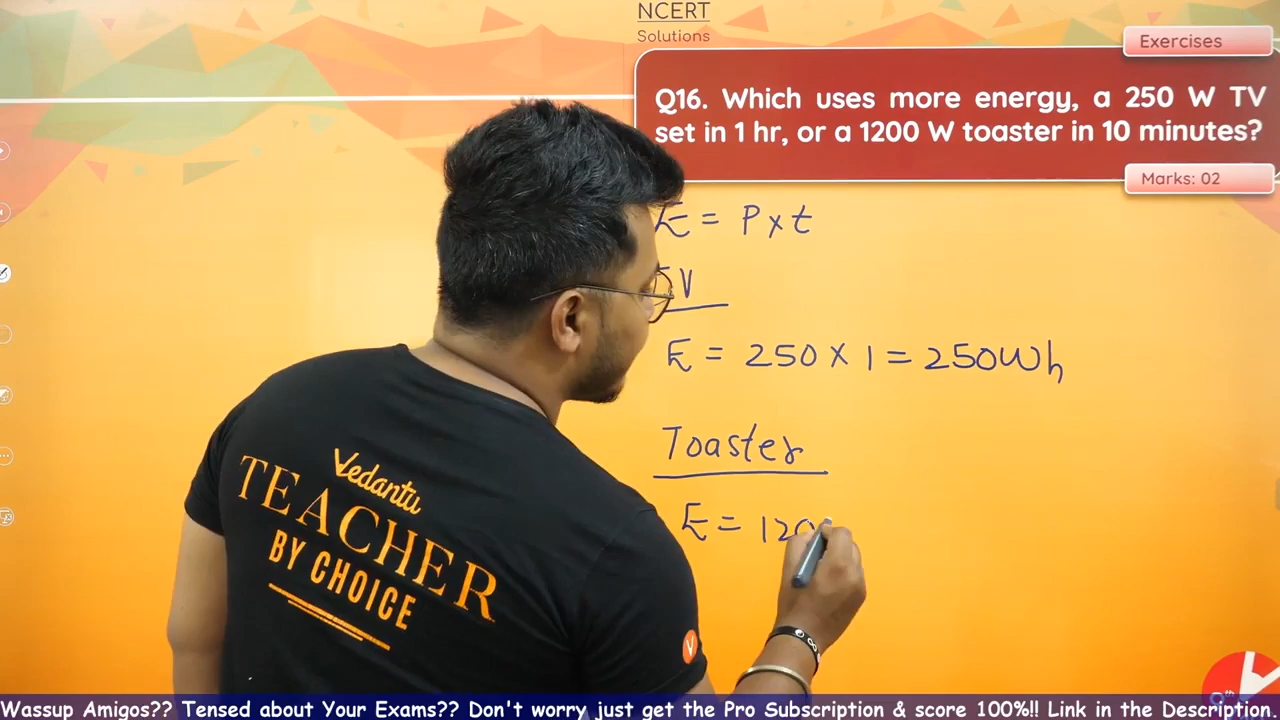 NCERT
Solutions
Exercises
Q16. Which uses more energy, a 250 W TV
set in 1 hr, or a 1200 W toaster in 10 minutes?
Marks: 02
E = P x t
V
E = 250 x 1 = 250Wh
Toaster
E = 120
Vedantu
TEACHER
BY CHOICE
Wassup Amigos?? Tensed about Your Exams?? Don't worry just get the Pro Subscription & score 100%!! Link in the Description